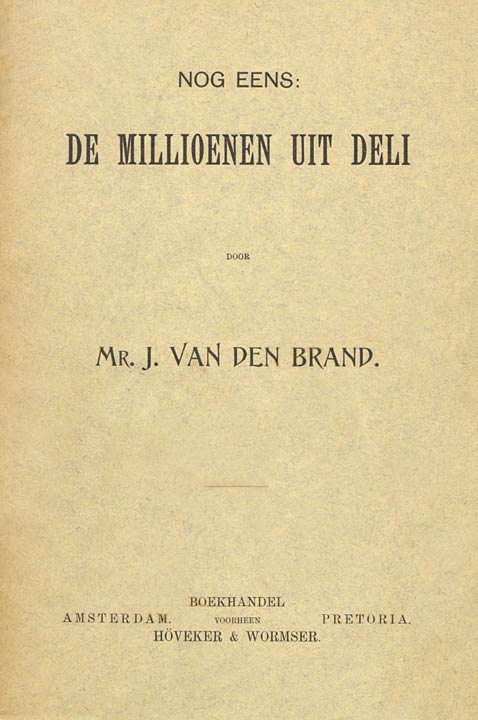 NOG EENS:
DE MILLIOENEN UIT DELI
DOOR
MR. J. VAN DEN BRAND.
BOEKHANDEL
AMSTERDAM. VOORHEEN PRETORIA.
HÖVEKER & WORMSER.